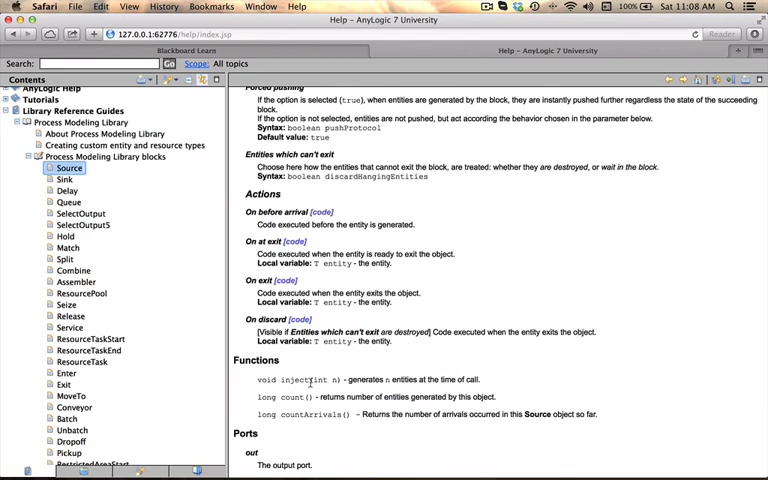 Safari File Edit View History Bookmarks Window Help
100% Sat 11:08 AM
Help – AnyLogic 7 University
127.0.0.1:62776/help/index.jsp
Reader
Blackboard Learn
Help – AnyLogic 7 University
Search:
GO
Scope: All topics
Contents
AnyLogic Help
Tutorials
Library Reference Guides
Process Modeling Library
About Process Modeling Library
Creating custom entity and resource types
Process Modeling Library blocks
Source
Sink
Delay
Queue
SelectOutput
SelectOutput5
Hold
Match
Split
Combine
Assembler
ResourcePool
Seize
Release
Service
ResourceTaskStart
ResourceTaskEnd
ResourceTask
Enter
Exit
MoveTo
Conveyor
Batch
Unbatch
Dropoff
Pickup
RestrictedAreaStart
Forced pushing
If the option is selected (true), when entities are generated by the block, they are instantly pushed further regardless the state of the succeeding
block.
If the option is not selected, entities are not pushed, but act according the behavior chosen in the parameter below.
Syntax: boolean pushProtocol
Default value: true
Entities which can't exit
Choose here how the entities that cannot exit the block, are treated: whether they are destroyed, or wait in the block.
Syntax: boolean discardHangingEntities
Actions
On before arrival [code]
Code executed before the entity is generated.
On at exit [code]
Code executed when the entity is ready to exit the object.
Local variable: T entity - the entity.
On exit [code]
Code executed when the entity exits the object.
Local variable: T entity - the entity.
On discard [code]
[Visible if Entities which can't exit are destroyed] Code executed when the entity exits the object.
Local variable: T entity - the entity.
Functions
void inject(int n) - generates n entities at the time of call.
long count() - returns number of entities generated by this object.
long countArrivals() – Returns the number of arrivals occurred in this Source object so far.
Ports
out
The output port.